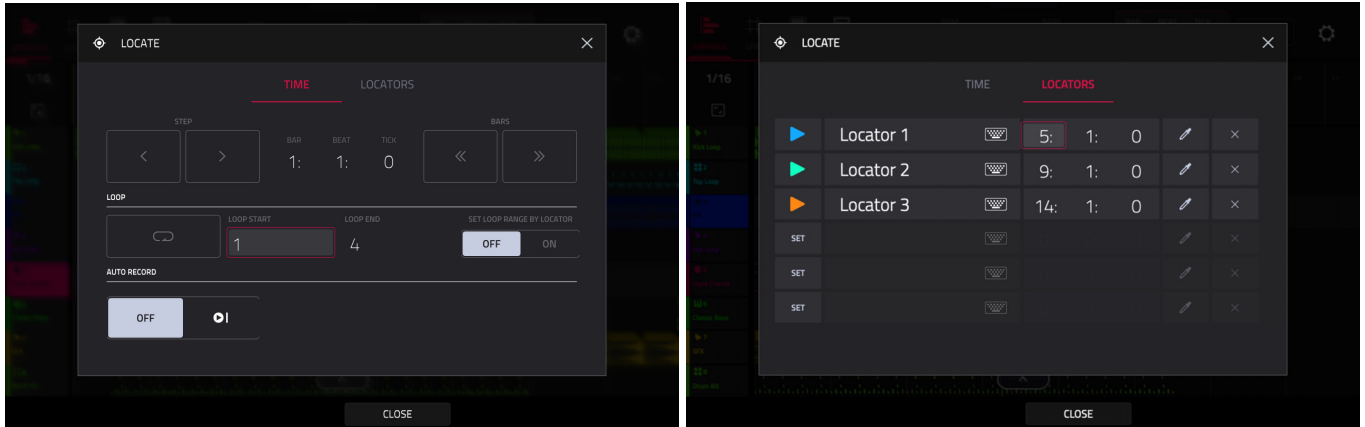 LOCATE
TIME LOCATORS
STEP BARS
BAR BEAT TICK
1: 1: 0
LOOP
LOOP START LOOP END SET LOOP RANGE BY LOCATOR
1 4 OFF ON
AUTO RECORD
OFF
CLOSE
LOCATE
1/16
TIME LOCATORS
Locator 1 5: 1: 0
Locator 2 9: 1: 0
Locator 3 14: 1: 0
SET
SET
SET
CLOSE